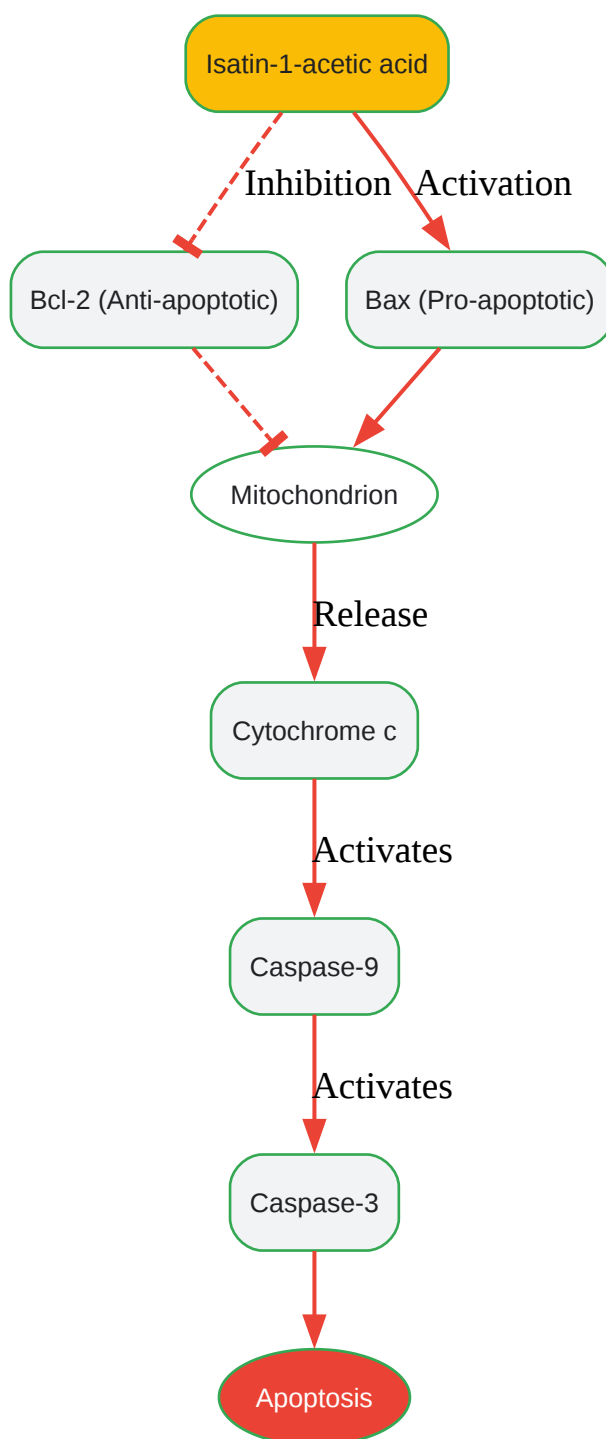 Isatin-1-acetic acid
Inhibition
Activation
Bcl-2 (Anti-apoptotic)
Bax (Pro-apoptotic)
Mitochondrion
Release
Cytochrome c
Activates
Caspase-9
Activates
Caspase-3
Apoptosis